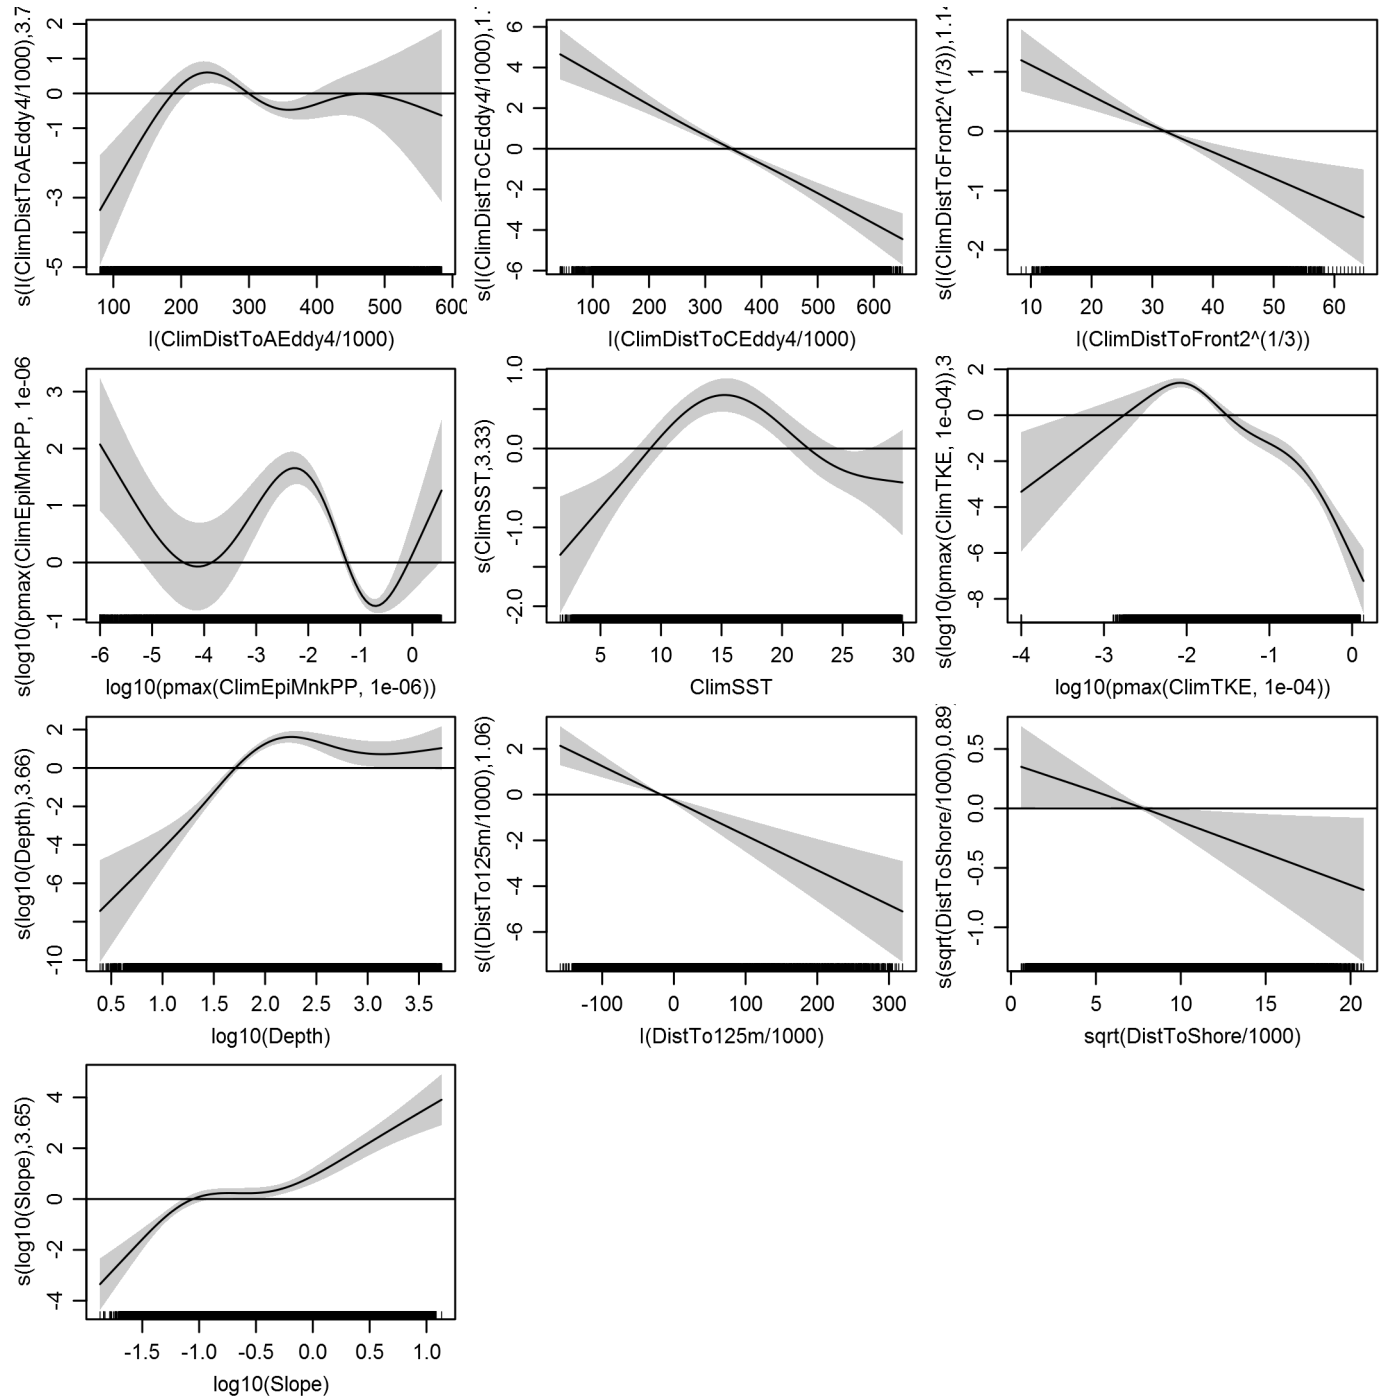 s(I(ClimDistToAEddy4/1000),3.7
2
1
0
-1
-3
-5
100 200 300 400 500 600
I(ClimDistToAEddy4/1000)
s(I(ClimDistToCEddy4/1000),1.
6
4
2
0
-2
-4
-6
100 200 300 400 500 600
I(ClimDistToCEddy4/1000)
s(I(ClimDistToFront2^(1/3)),1.14
1
0
-1
-2
10 20 30 40 50 60
I(ClimDistToFront2^(1/3))
s(log10(pmax(ClimEpiMnkPP, 1e-06
3
2
1
0
-1
-6 -5 -4 -3 -2 -1 0
log10(pmax(ClimEpiMnkPP, 1e-06))
s(ClimSST,3.33)
1.0
0.0
-1.0
-2.0
5 10 15 20 25 30
ClimSST
s(log10(pmax(ClimTKE, 1e-04)),3
2
0
-2
-4
-6
-8
-4 -3 -2 -1 0
log10(pmax(ClimTKE, 1e-04))
s(log10(Depth),3.66)
2
0
-2
-4
-6
-10
0.5 1.0 1.5 2.0 2.5 3.0 3.5
log10(Depth)
s(I(DistTo125m/1000),1.06)
2
0
-2
-4
-6
-100 0 100 200 300
I(DistTo125m/1000)
s(sqrt(DistToShore/1000),0.89)
0.5
0.0
-0.5
-1.0
0 5 10 15 20
sqrt(DistToShore/1000)
s(log10(Slope),3.65)
4
2
0
-2
-4
-1.5 -1.0 -0.5 0.0 0.5 1.0
log10(Slope)